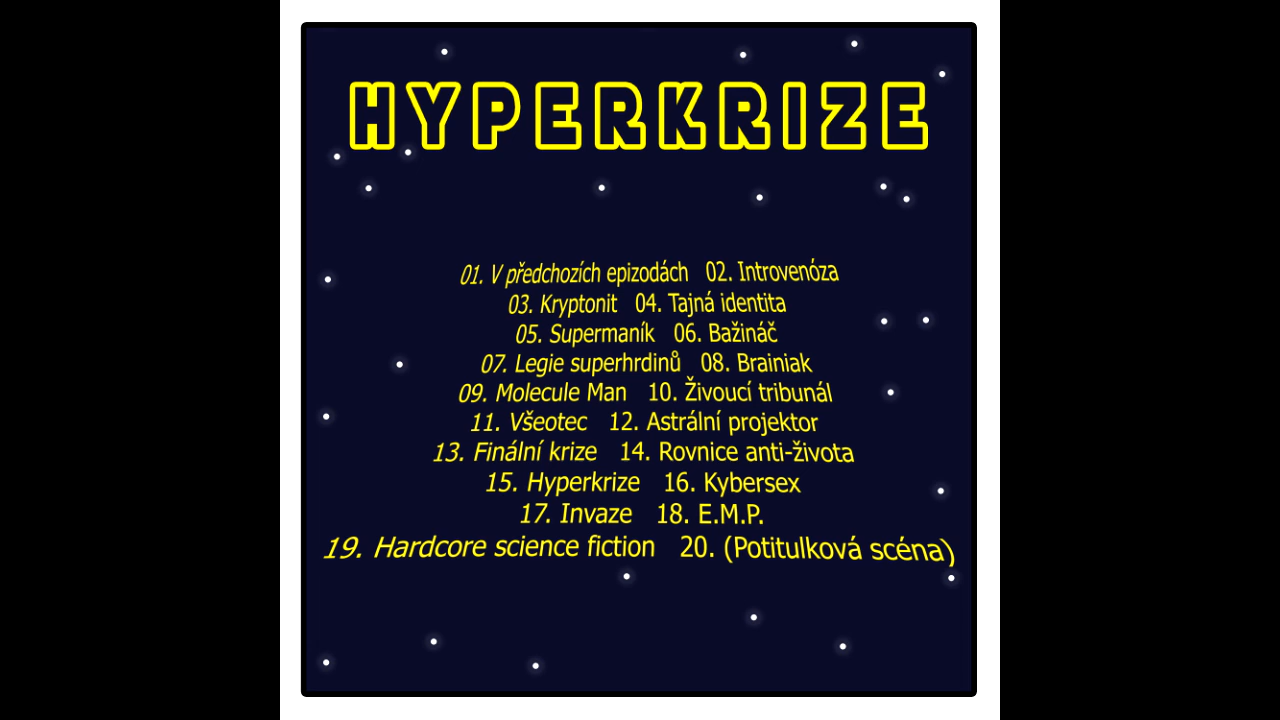 HYPERKRIZE
01. V předchozích epizodách 02. Introvenóza
03. Kryptonit 04. Tajná identita
05. Supermaník 06. Bažináč
07. Legie superhrdinů 08. Brainiak
09. Molecule Man 10. Živoucí tribunál
11. Všeotec 12. Astrální projektor
13. Finální krize 14. Rovnice anti-života
15. Hyperkrize 16. Kybersex
17. Invaze 18. E.M.P.
19. Hardcore science fiction 20. (Potitulková scéna)